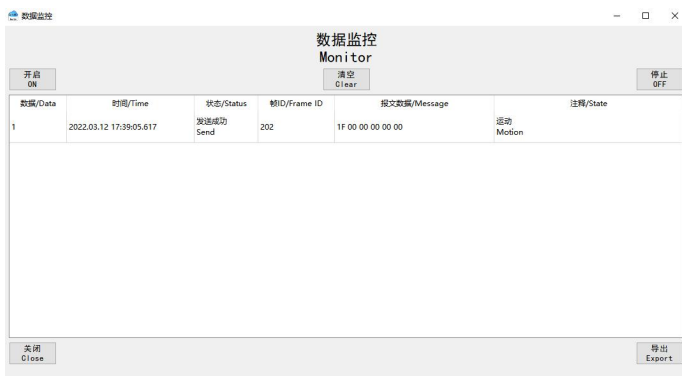 数据监控
数据监控
Monitor
开启
ON
清空
Clear
停止
OFF
数据/Data 时间/Time 状态/Status 帧ID/Frame ID 报文数据/Message 注释/State
1 2022.03.12 17:39:05.617 发送成功 Send 202 1F 00 00 00 00 00 运动 Motion
关闭
Close
导出
Export